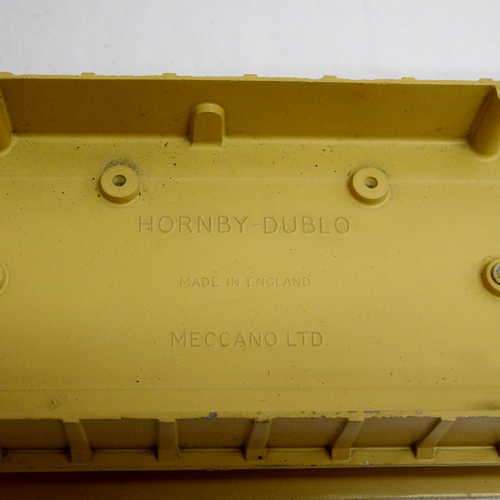 HORNBY-DUBLO
MADE IN ENGLAND
MECCANO LTD.